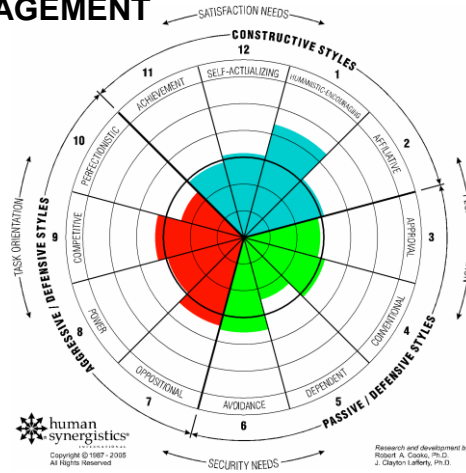 AGEMENT
SATISFACTION NEEDS
CONSTRUCTIVE STYLES
12
SELF-ACTUALIZING
1
HUMANISTIC-ENCOURAGING
2
AFFILIATIVE
3
APPROVAL
4
CONVENTIONAL
5
DEPENDENT
PASSIVE / DEFENSIVE STYLES
6
AVOIDANCE
7
OPPOSITIONAL
8
POWER
9
COMPETITIVE
10
PERFECTIONISTIC
11
ACHIEVEMENT
AGGRESSIVE / DEFENSIVE STYLES
TASK ORIENTATION
SECURITY NEEDS
human
synergistics®
INTERNATIONAL
Copyright © 1987 - 2005
All Rights Reserved
Research and development b
Robert A. Cooke, Ph.D.
J. Clayton Lafferty, Ph.D.